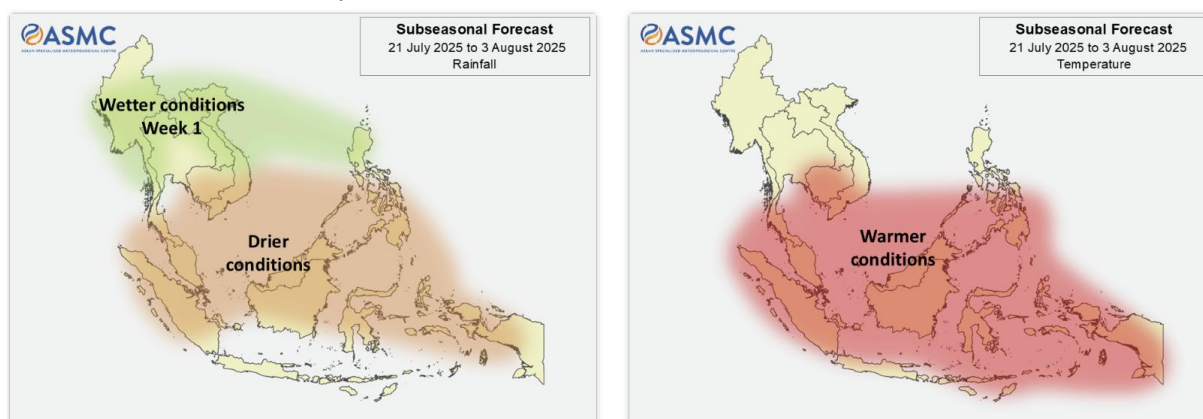 ASMC
ASEAN SPECIALISED METEOROLOGICAL CENTRE
Subseasonal Forecast
21 July 2025 to 3 August 2025
Rainfall
Wetter conditions
Week 1
Drier
conditions
ASMC
ASEAN SPECIALISED METEOROLOGICAL CENTRE
Subseasonal Forecast
21 July 2025 to 3 August 2025
Temperature
Warmer
conditions